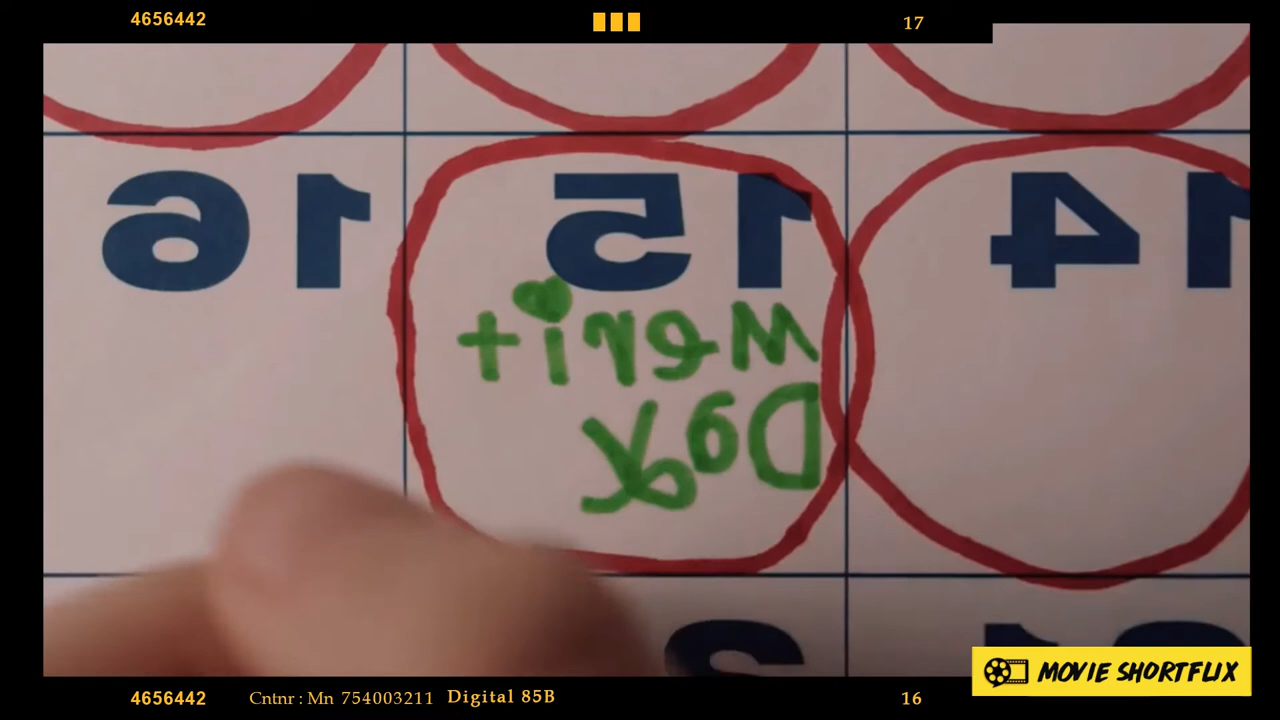 4656442
17
16 15 14
merit
Day
4656442 Cntnr : Mn 754003211 Digital 85B 16
MOVIE SHORTFLIX